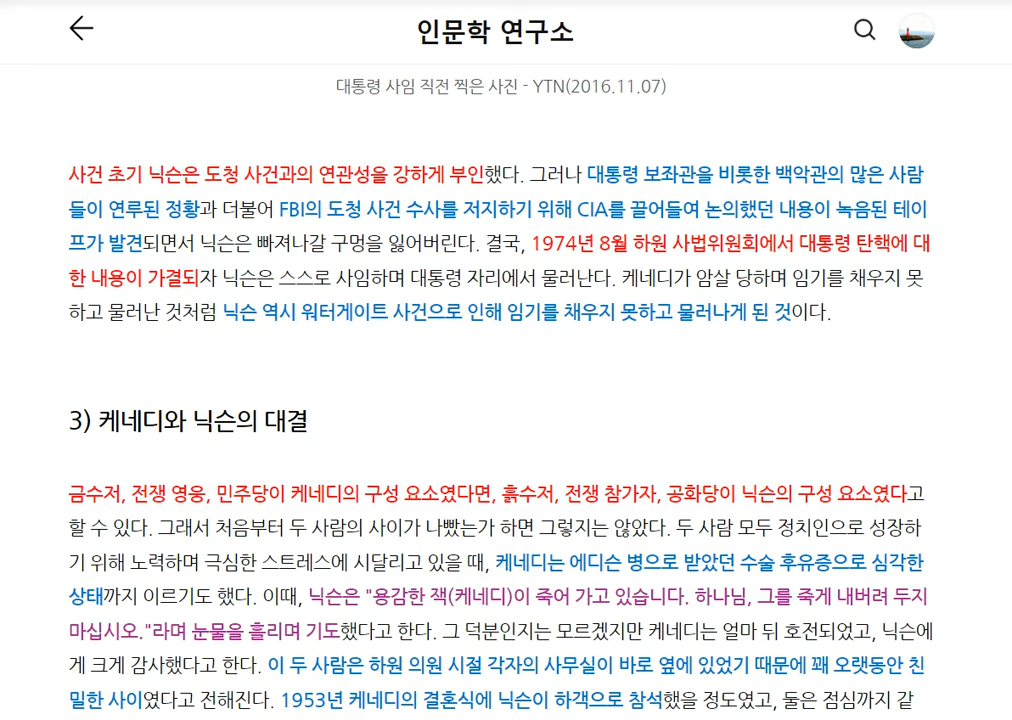 인문학 연구소
대통령 사임 직전 찍은 사진 - YTN(2016.11.07)
사건 초기 닉슨은 도청 사건과의 연관성을 강하게 부인했다. 그러나 대통령 보좌관을 비롯한 백악관의 많은 사람
들이 연루된 정황과 더불어 FBI의 도청 사건 수사를 저지하기 위해 CIA를 끌어들여 논의했던 내용이 녹음된 테이
프가 발견되면서 닉슨은 빠져나갈 구멍을 잃어버린다. 결국, 1974년 8월 하원 사법위원회에서 대통령 탄핵에 대
한 내용이 가결되자 닉슨은 스스로 사임하며 대통령 자리에서 물러난다. 케네디가 암살 당하며 임기를 채우지 못
하고 물러난 것처럼 닉슨 역시 워터게이트 사건으로 인해 임기를 채우지 못하고 물러나게 된 것이다.
3) 케네디와 닉슨의 대결
금수저, 전쟁 영웅, 민주당이 케네디의 구성 요소였다면, 흙수저, 전쟁 참가자, 공화당이 닉슨의 구성 요소였다고
할 수 있다. 그래서 처음부터 두 사람의 사이가 나빴는가 하면 그렇지는 않았다. 두 사람 모두 정치인으로 성장하
기 위해 노력하며 극심한 스트레스에 시달리고 있을 때, 케네디는 에디슨 병으로 받았던 수술 후유증으로 심각한
상태까지 이르기도 했다. 이때, 닉슨은 "용감한 잭(케네디)이 죽어 가고 있습니다. 하나님, 그를 죽게 내버려 두지
마십시오."라며 눈물을 흘리며 기도했다고 한다. 그 덕분인지는 모르겠지만 케네디는 얼마 뒤 호전되었고, 닉슨에
게 크게 감사했다고 한다. 이 두 사람은 하원 의원 시절 각자의 사무실이 바로 옆에 있었기 때문에 꽤 오랫동안 친
밀한 사이였다고 전해진다. 1953년 케네디의 결혼식에 닉슨이 하객으로 참석했을 정도였고, 둘은 점심까지 같